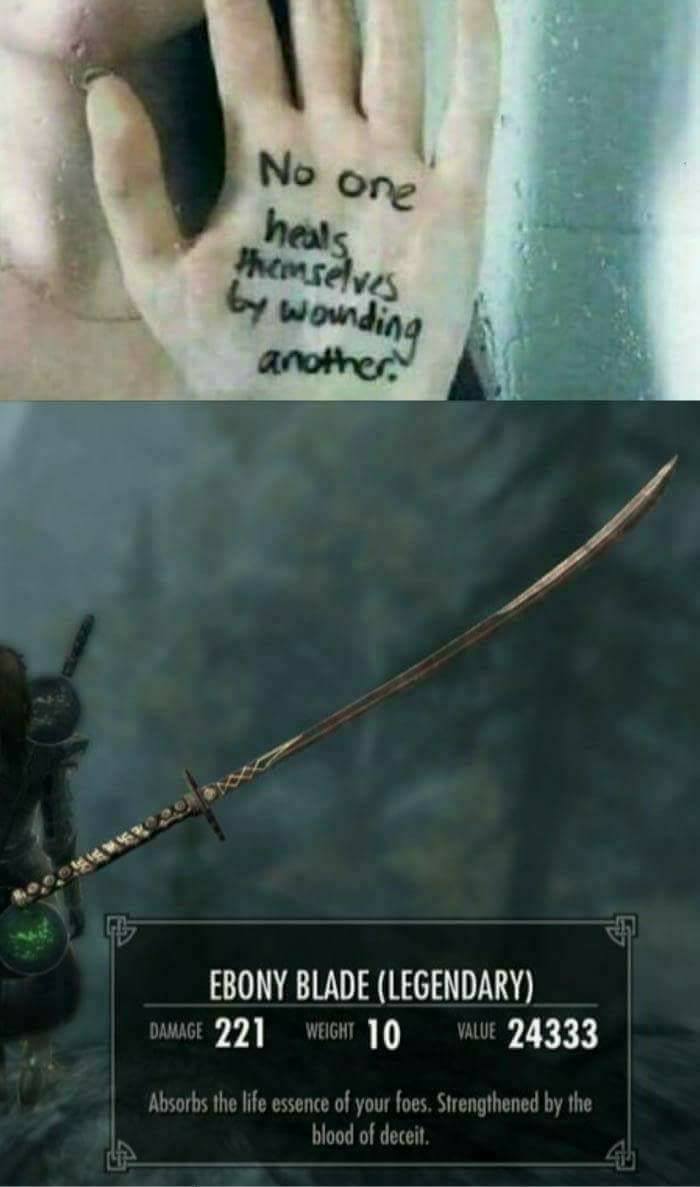 No one
heals
themselves
by wounding
another.
EBONY BLADE (LEGENDARY)
DAMAGE 221 WEIGHT 10 VALUE 24333
Absorbs the life essence of your foes. Strengthened by the
blood of deceit.